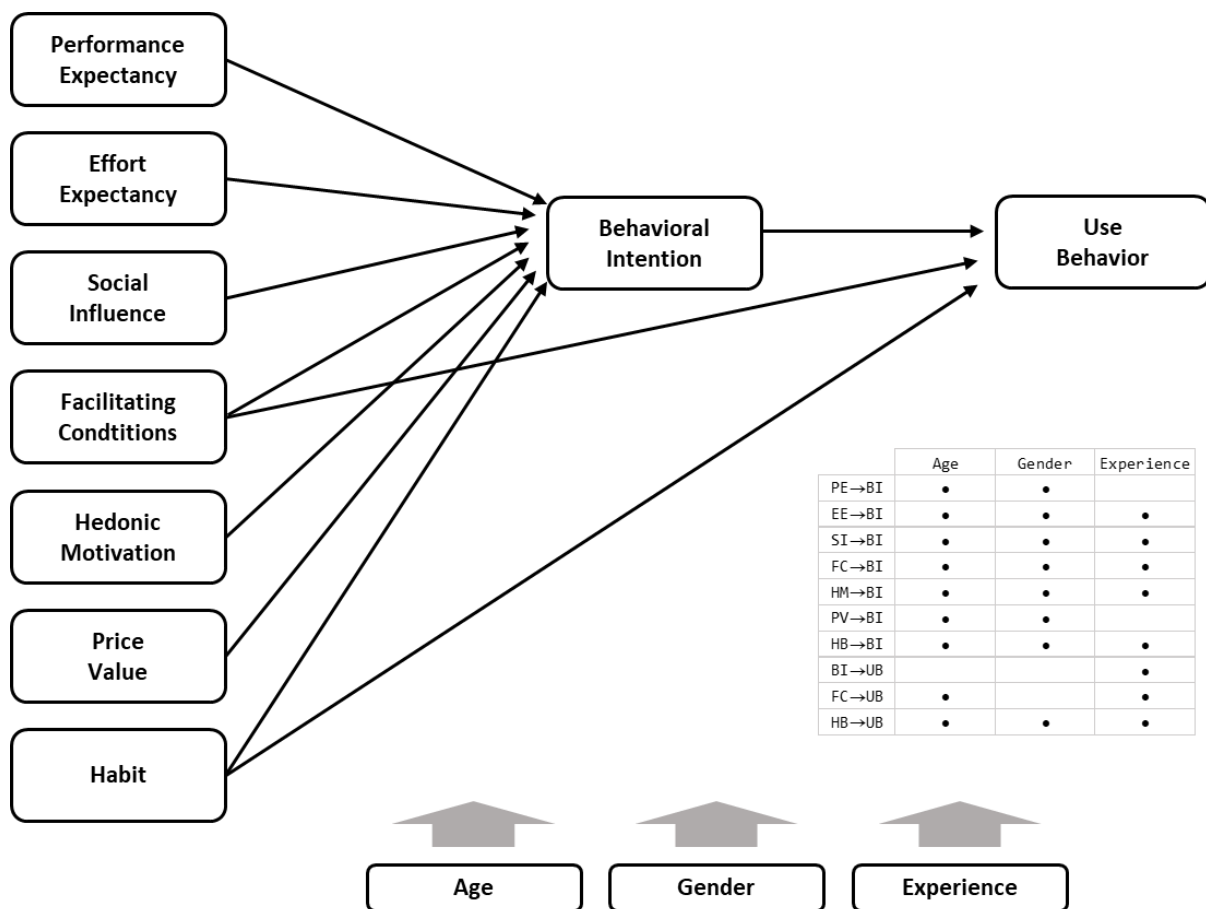 Performance
Expectancy
Effort
Expectancy
Social
Influence
Facilitating
Condtitions
Hedonic
Motivation
Price
Value
Habit
Behavioral
Intention
Use
Behavior
Age Gender Experience
PE→BI ● ●
EE→BI ● ● ●
SI→BI ● ● ●
FC→BI ● ● ●
HM→BI ● ● ●
PV→BI ● ●
HB→BI ● ● ●
BI→UB ●
FC→UB ● ●
HB→UB ● ● ●
Age
Gender
Experience